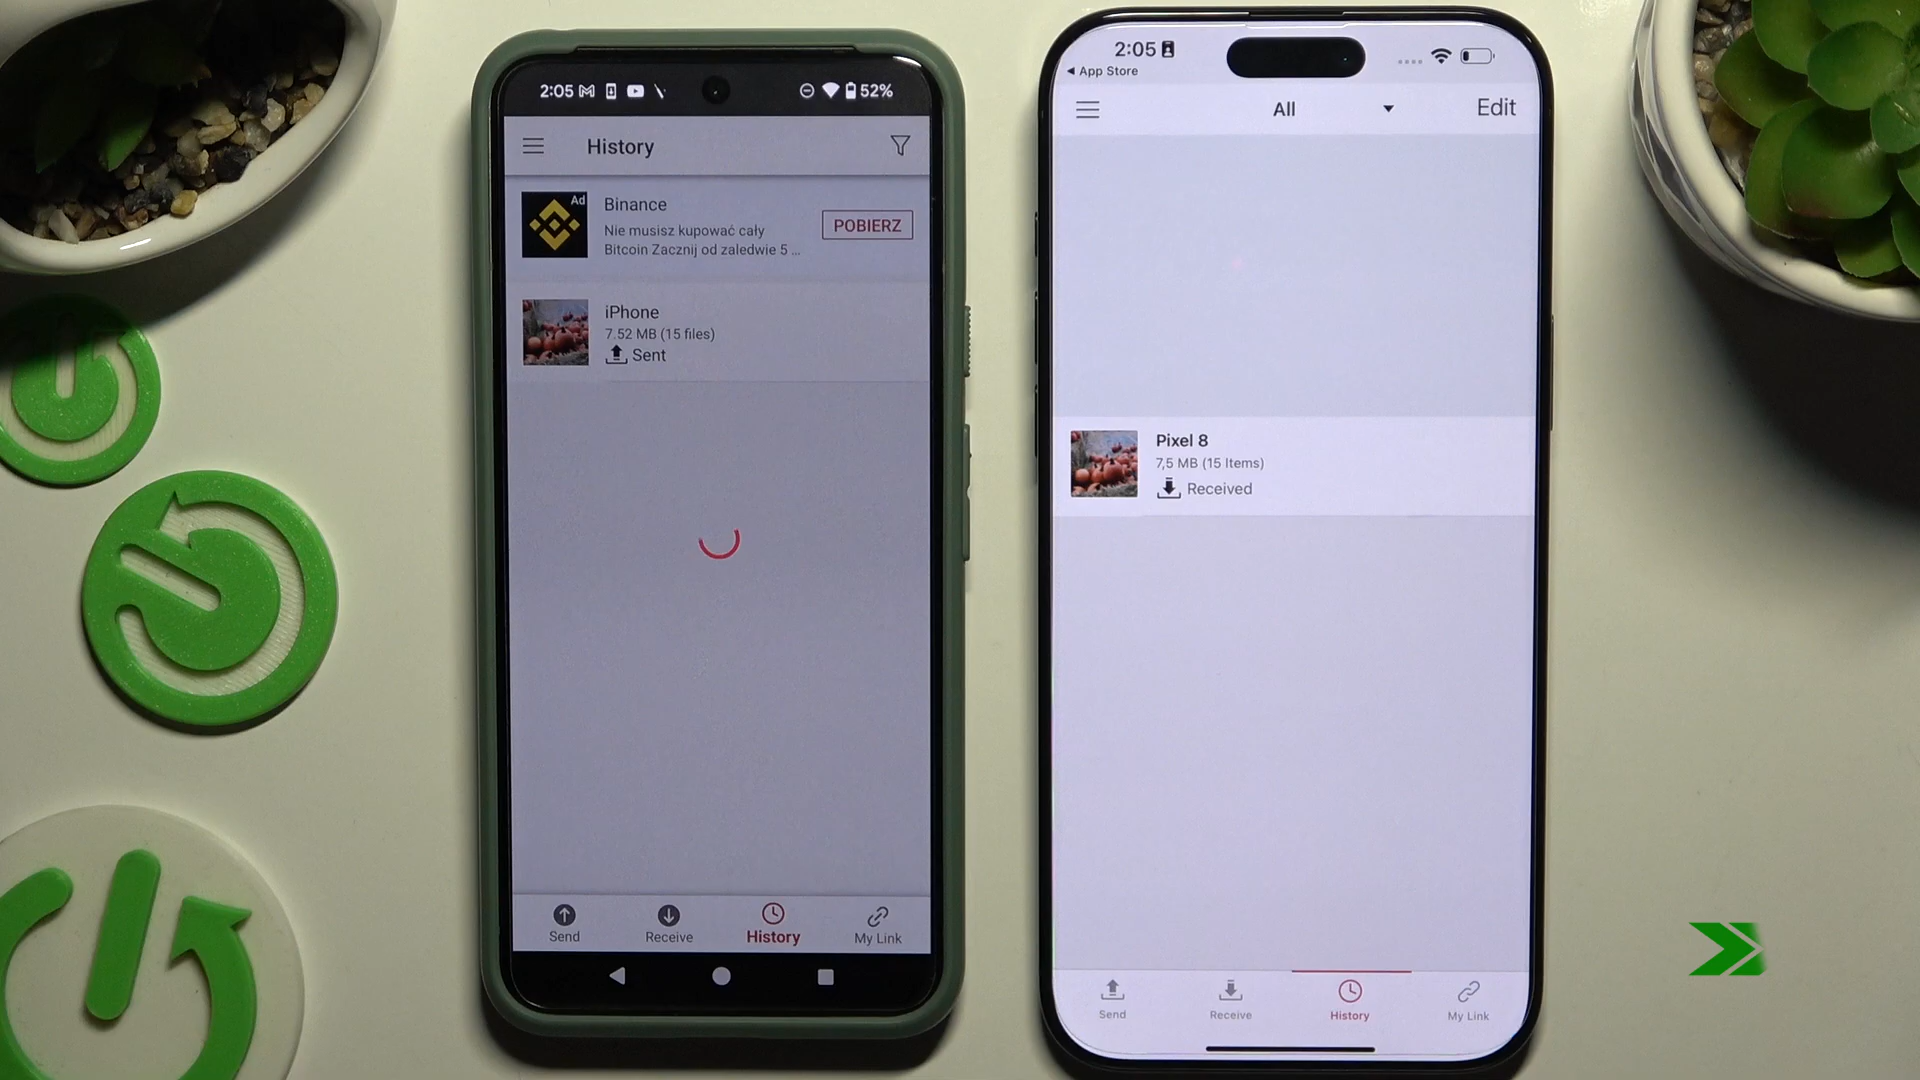 2:05
52%
History
Ad
Binance
Nie musisz kupować cały
Bitcoin Zacznij od zaledwie 5 ...
POBIERZ
iPhone
7.52 MB (15 files)
Sent
Send
Receive
History
My Link
2:05
App Store
All
Edit
Pixel 8
7,5 MB (15 Items)
Received
Send
Receive
History
My Link